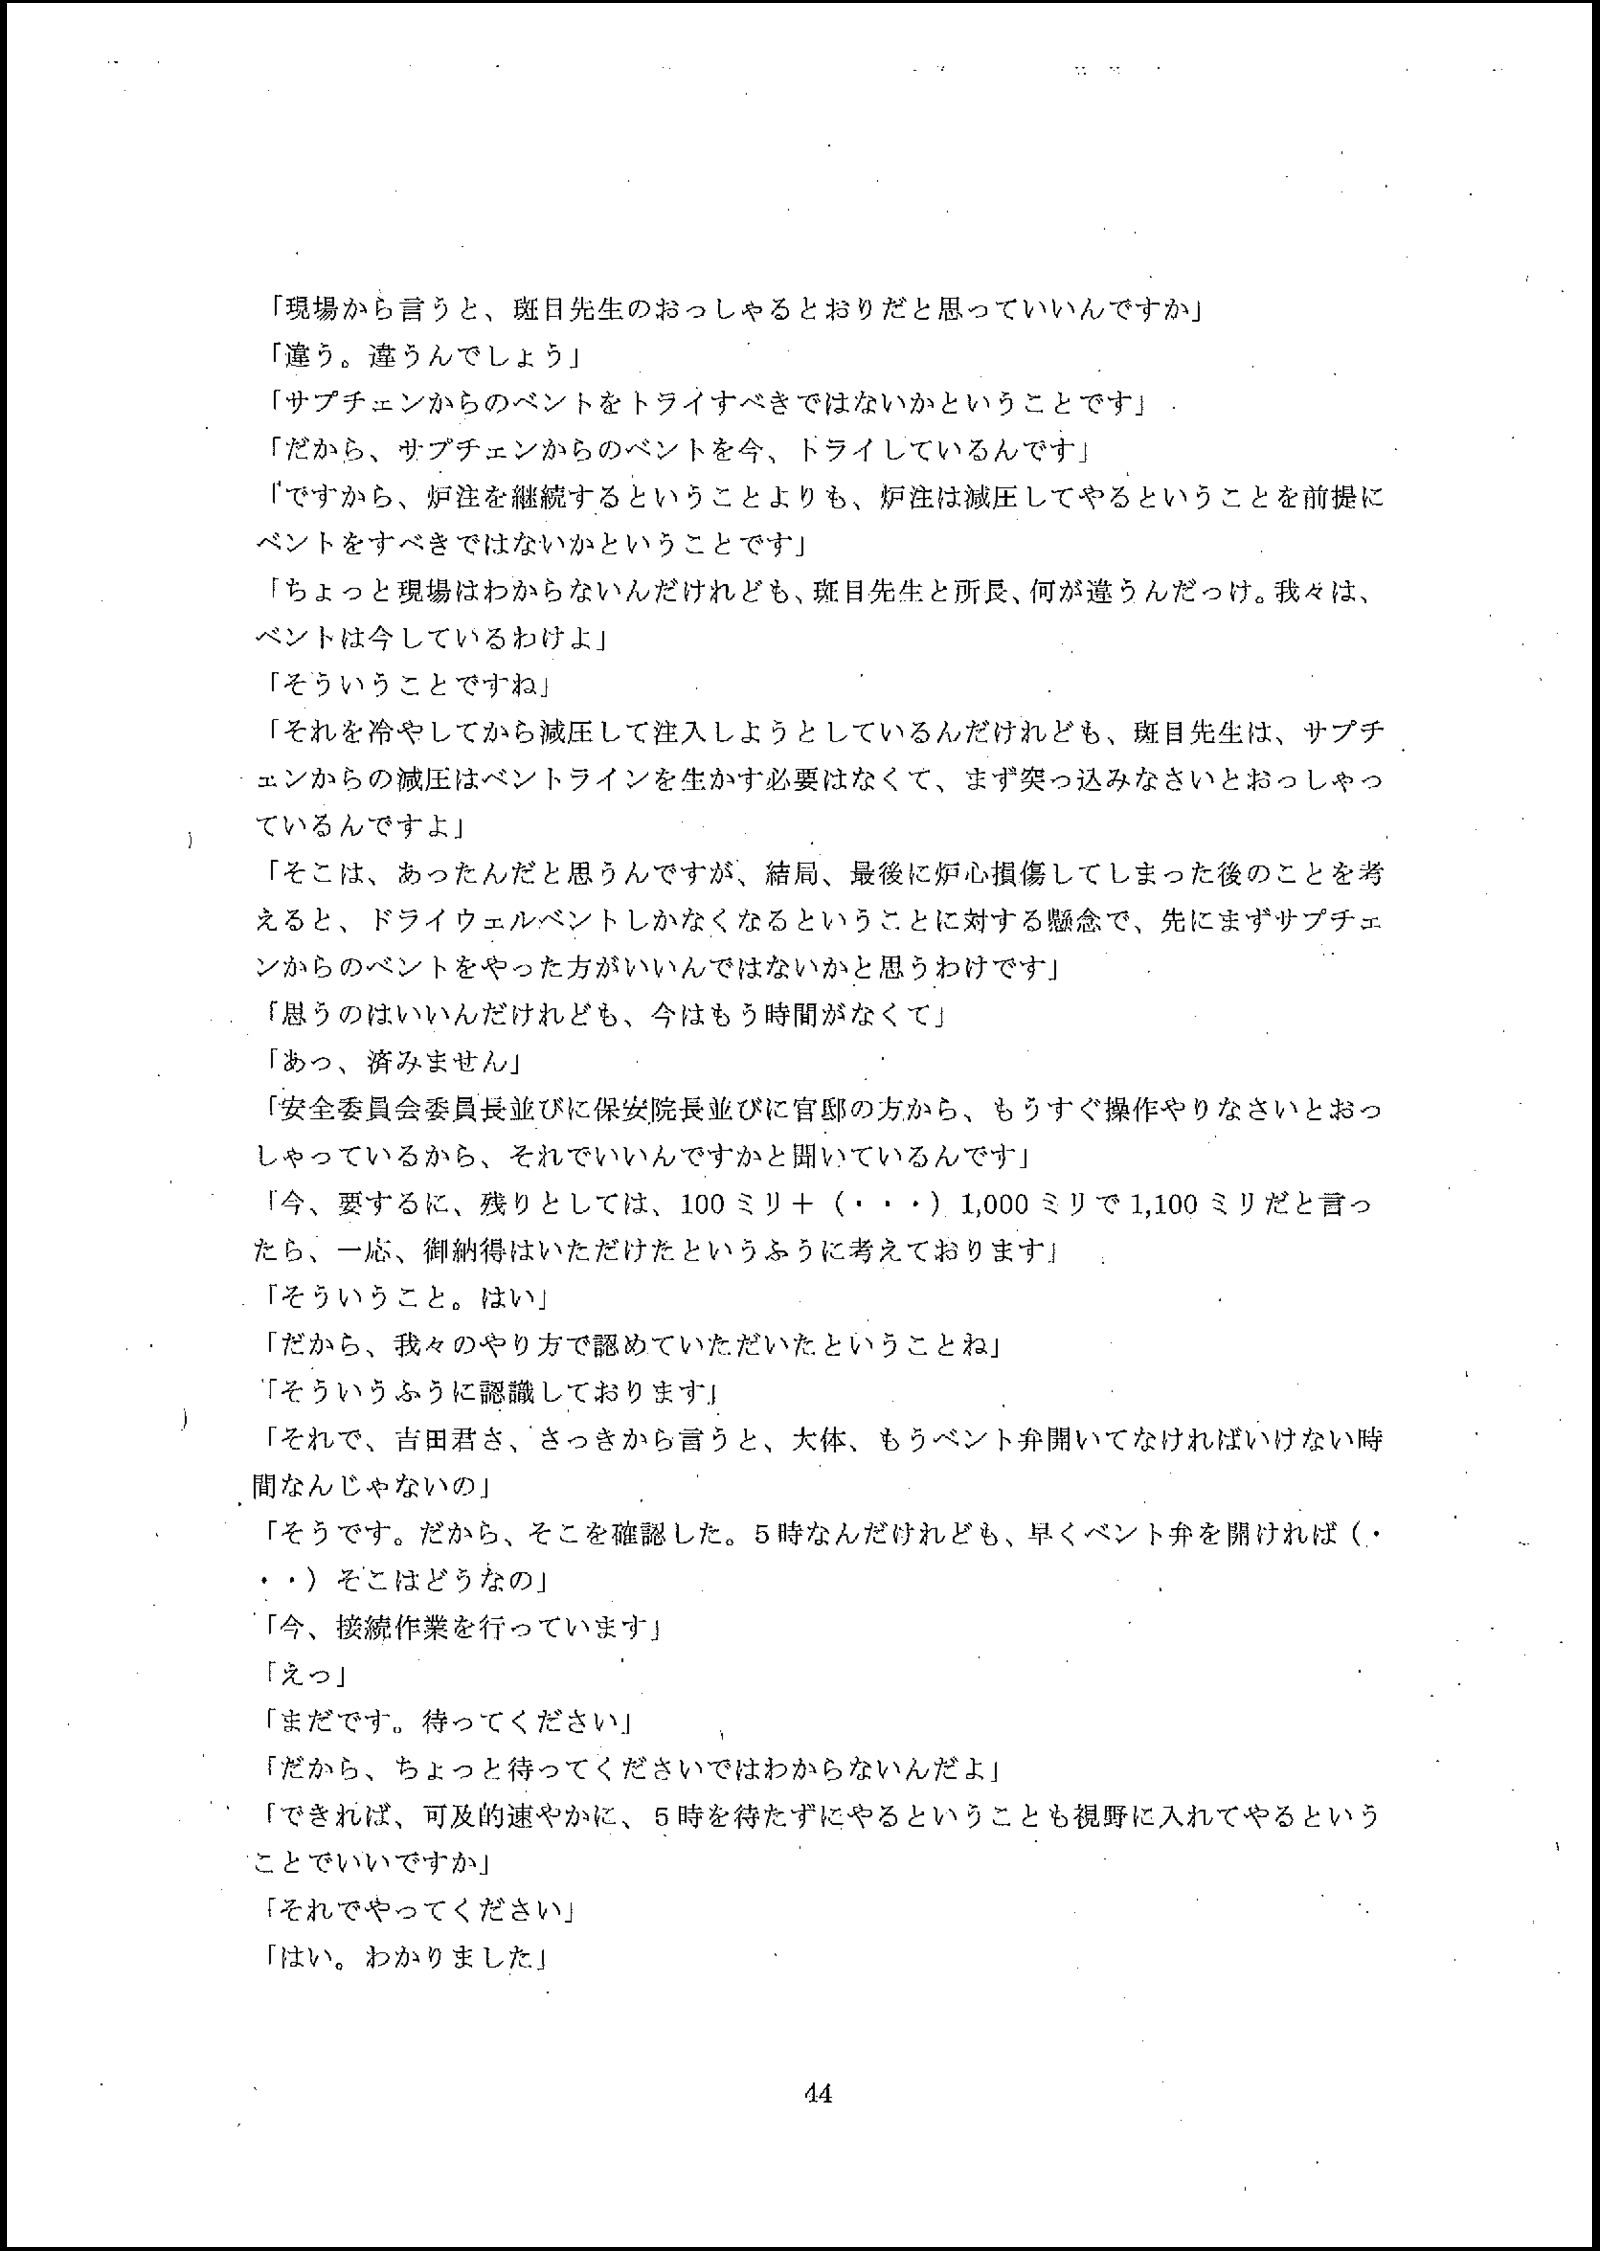 「現場から言うと、斑目先生のおっしゃるとおりだと思っていいんですか」
「違う。違うんでしょう」
「サプチェンからのベントをトライすべきではないかということです」
「だから、サプチェンからのベントを今、トライしているんです」
「ですから、炉注を継続するということよりも、炉注は減圧してやるということを前提に
ベントをすべきではないかということです」
「ちょっと現場はわからないんだけれども、斑目先生と所長、何が違うんだっけ。我々は、
ベントは今しているわけよ」
「そういうことですね」
「それを冷やしてから減圧して注入しようとしているんだけれども、斑目先生は、サプチ
ェンからの減圧はベントラインを生かす必要はなくて、まず突っ込みなさいとおっしゃっ
ているんですよ」
「そこは、あったんだと思うんですが、結局、最後に炉心損傷してしまった後のことを考
えると、ドライウェルベントしかなくなるということに対する懸念で、先にまずサプチェ
ンからのベントをやった方がいいんではないかと思うわけです」
「思うのはいいんだけれども、今はもう時間がなくて」
「あっ、済みません」
「安全委員会委員長並びに保安院長並びに官邸の方から、もうすぐ操作やりなさいとおっ
しゃっているから、それでいいんですかと聞いているんです」
「今、要するに、残りとしては、100 ミリ＋（・・・）1,000 ミリで 1,100 ミリだと言っ
たら、一応、御納得はいただけたというふうに考えております」
「そういうこと。はい」
「だから、我々のやり方で認めていただいたということね」
「そういうふうに認識しております」
「それで、吉田君さ、さっきから言うと、大体、もうベント弁開いてなければいけない時
間なんじゃないの」
「そうです。だから、そこを確認した。５時なんだけれども、早くベント弁を開ければ（・
・・）そこはどうなの」
「今、接続作業を行っています」
「えっ」
「まだです。待ってください」
「だから、ちょっと待ってくださいではわからないんだよ」
「できれば、可及的速やかに、５時を待たずにやるということも視野に入れてやるという
ことでいいですか」
「それでやってください」
「はい。わかりました」
44